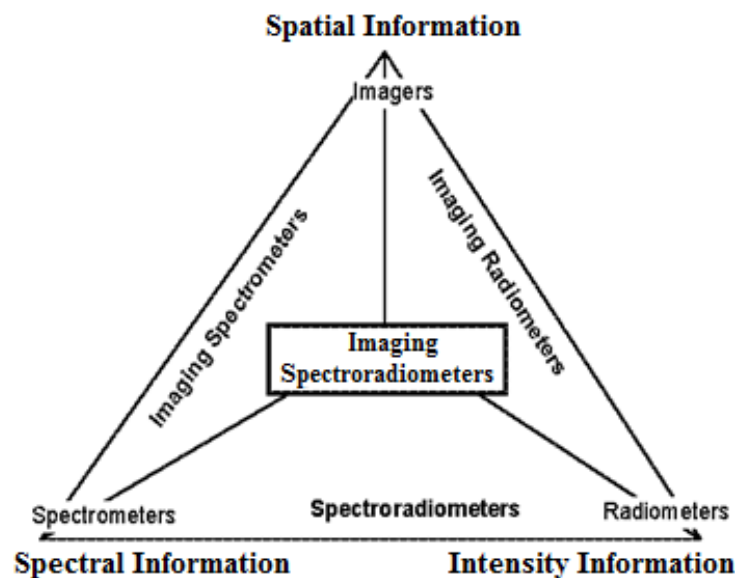 Spatial Information
Imagers
Imaging Spectrometers
Imaging Radiometers
Imaging
Spectroradiometers
Spectrometers
Spectroradiometers
Radiometers
Spectral Information
Intensity Information